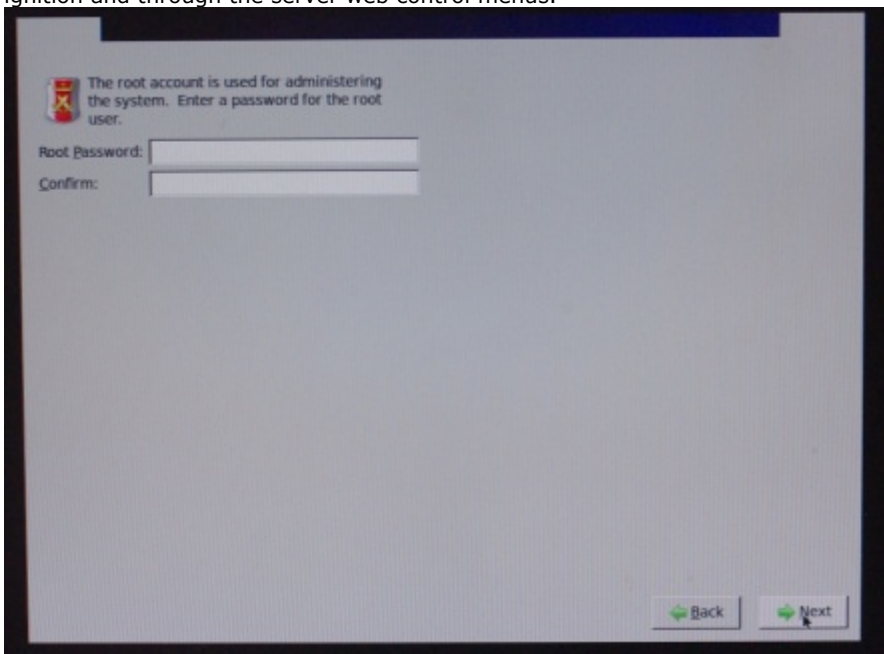 ignition and through the server web control menus.
The root account is used for administering
the system. Enter a password for the root
user.
Root Password:
Confirm:
Back
Next